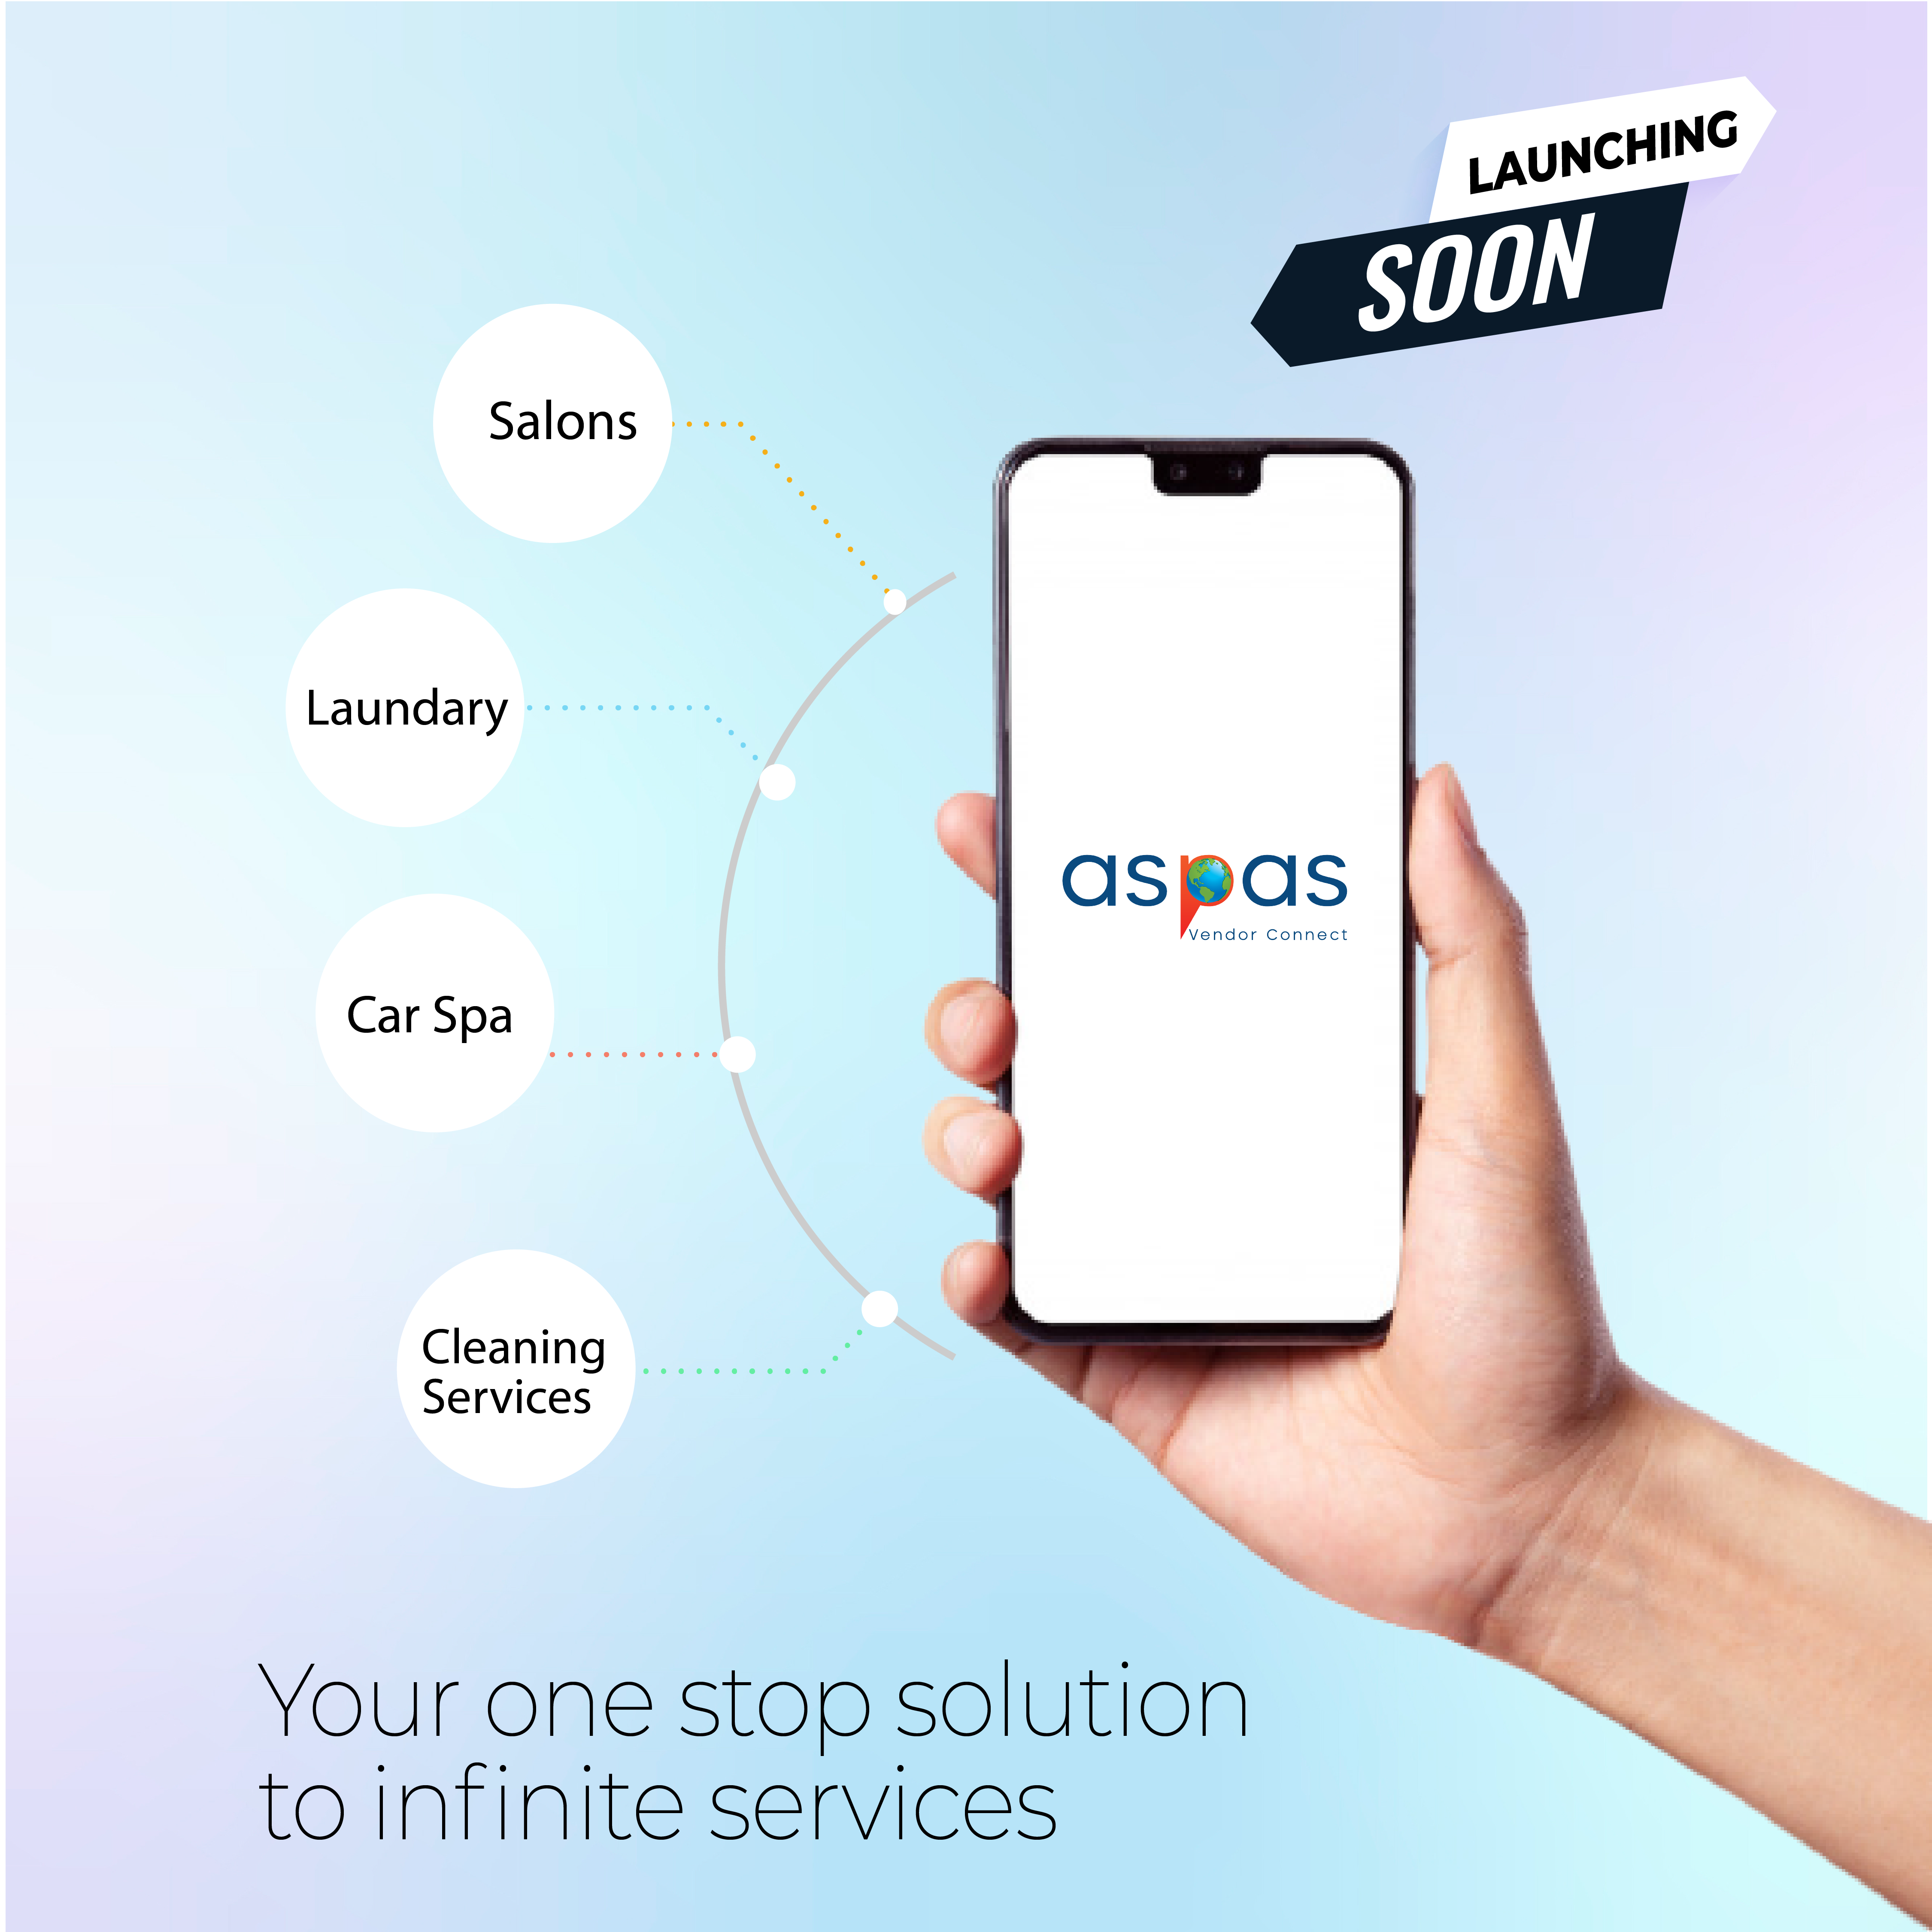 LAUNCHING
SOON
Salons
Laundary
Car Spa
Cleaning
Services
aspas
Vendor Connect
Your one stop solution
to infinite services